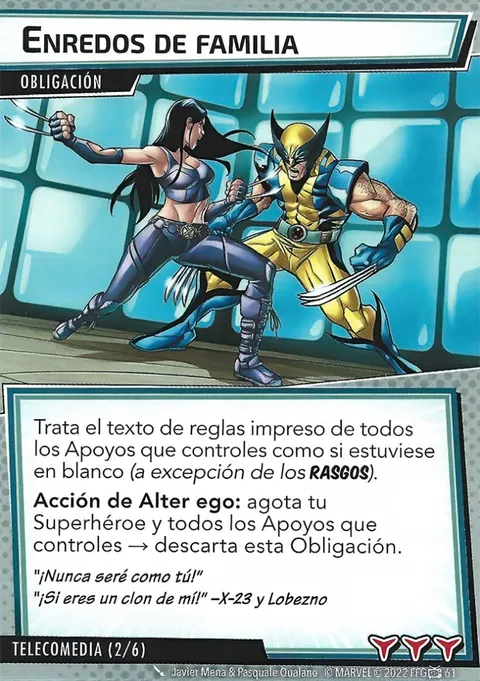 ENREDOS DE FAMILIA
OBLIGACIÓN
Trata el texto de reglas impreso de todos
los Apoyos que controles como si estuviese
en blanco (a excepción de los RASGOS).
Acción de Alter ego: agota tu
Superhéroe y todos los Apoyos que
controles → descarta esta Obligación.
"¡Nunca seré como tú!"
"¡Si eres un clon de mí!" –X-23 y Lobezno
TELECOMEDIA (2/6)
Javier Mena & Pasquale Qualano © MARVEL © 2022 FFG 61